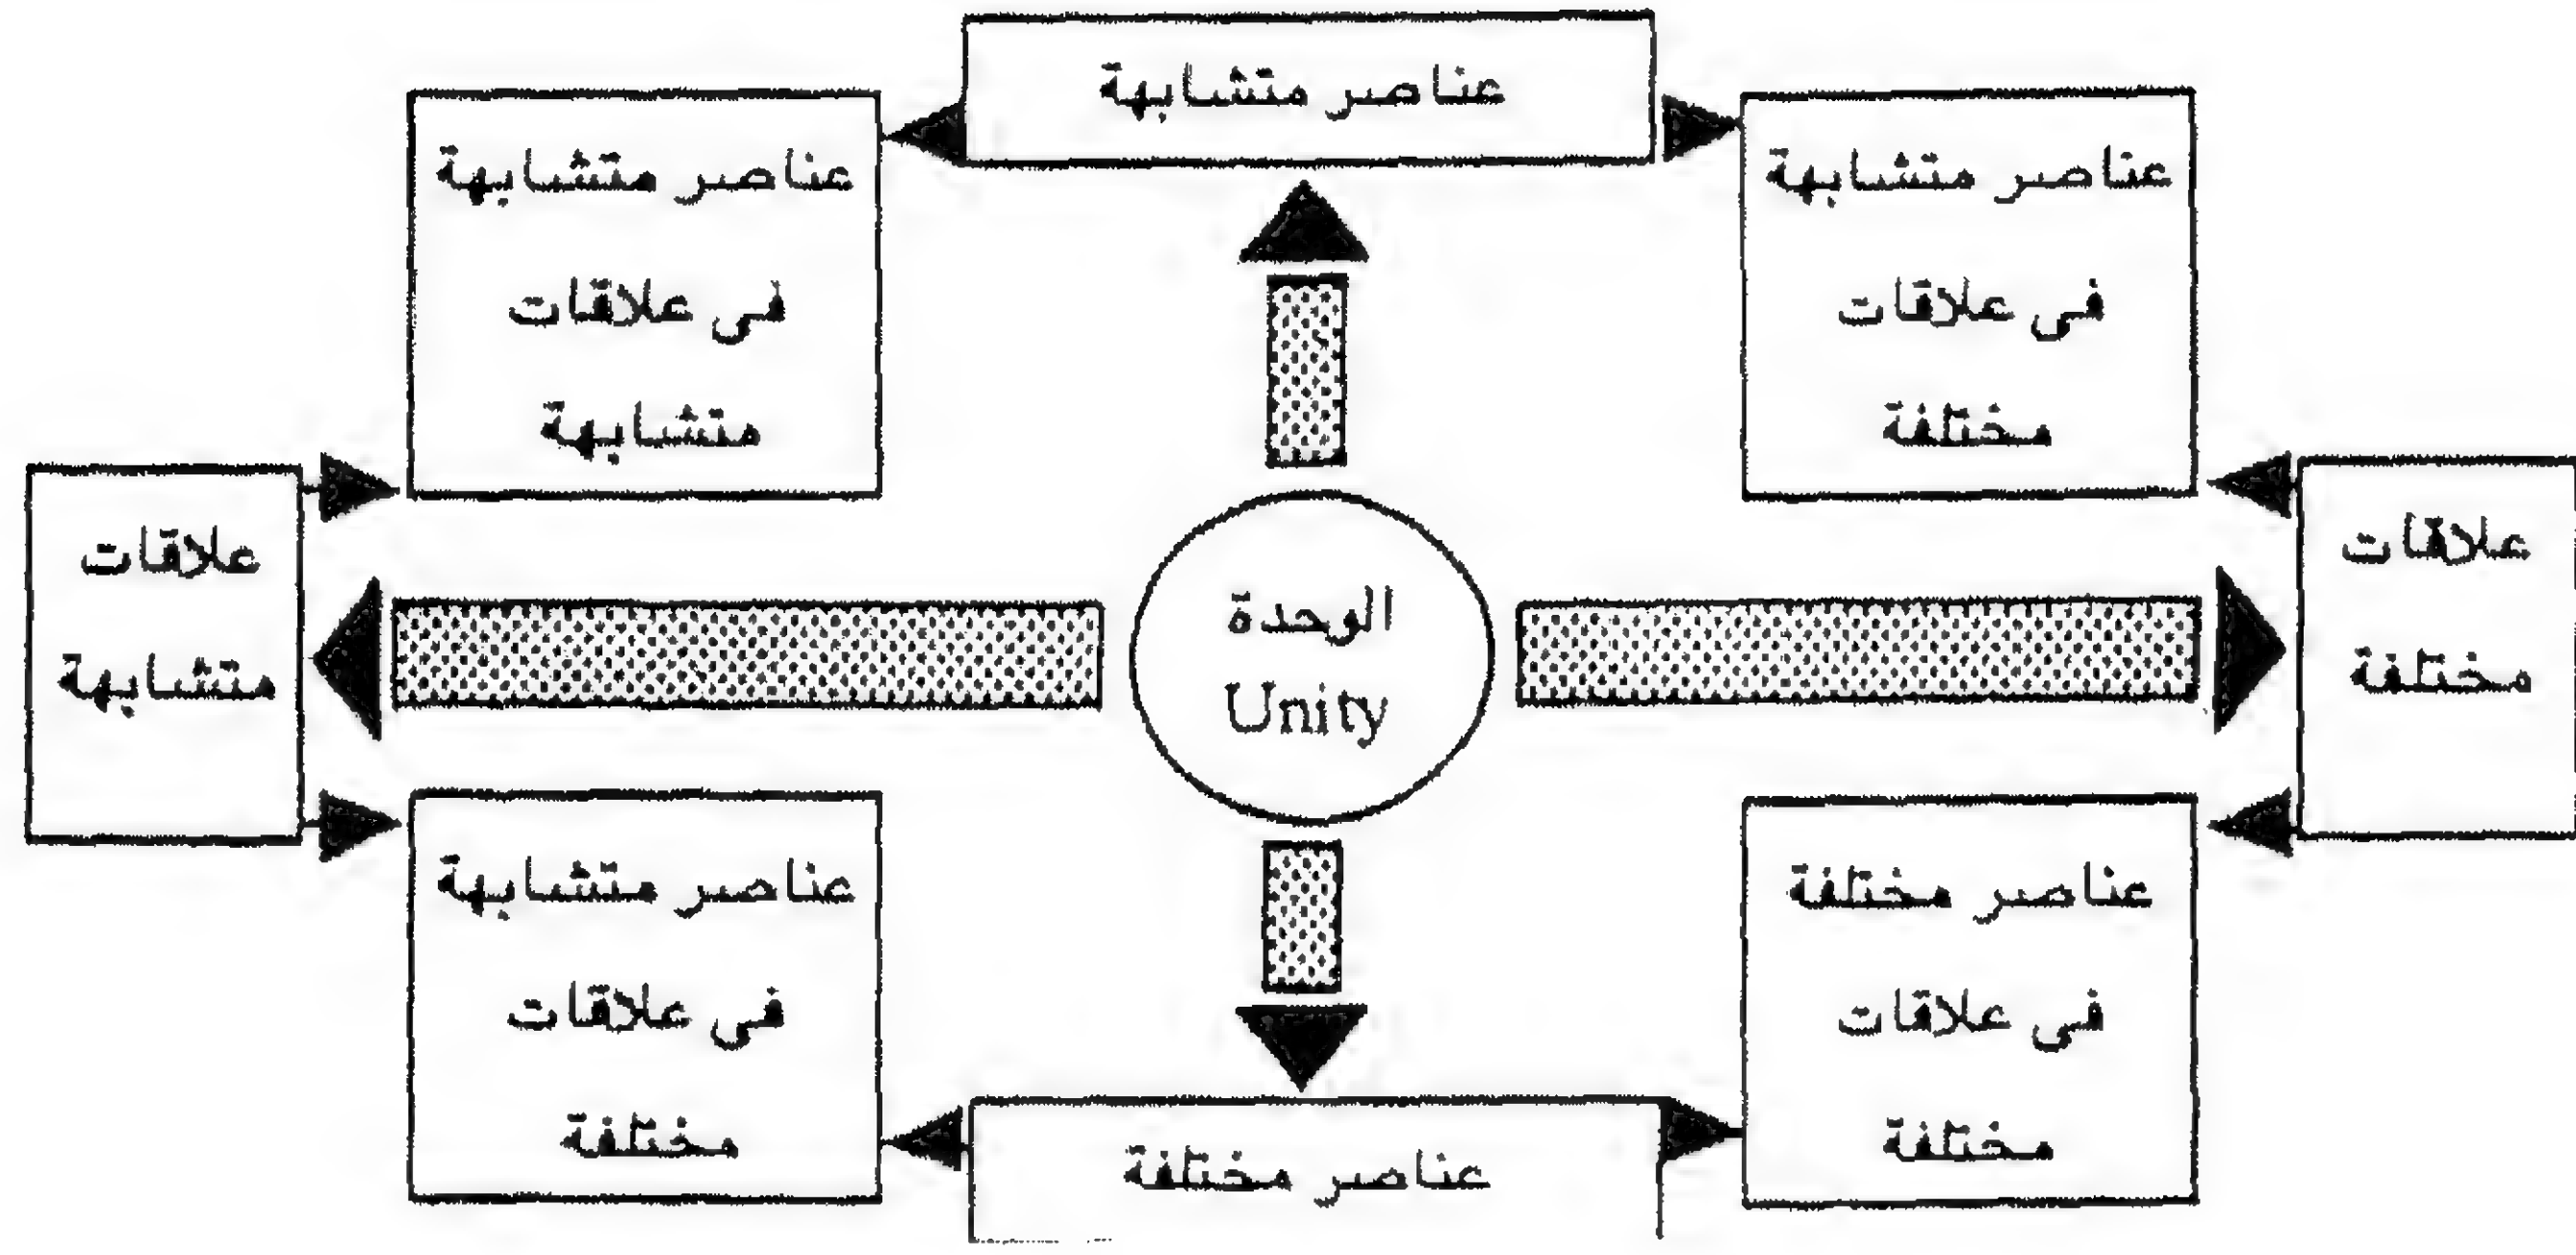 عناصر متشابهة
عناصر متشابهة
فى علاقات
مختلفة
عناصر متشابهة
فى علاقات
متشابهة
علاقات
مختلفة
الوحدة
Unity
علاقات
متشابهة
عناصر مختلفة
فى علاقات
مختلفة
عناصر متشابهة
فى علاقات
مختلفة
عناصر مختلفة